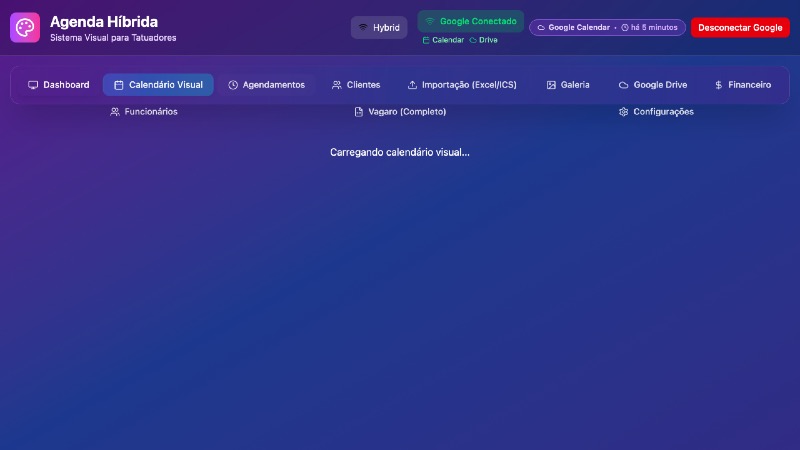 Agenda Híbrida
Sistema Visual para Tatuadores
Hybrid
Google Conectado
Calendar Drive
Google Calendar • há 5 minutos
Desconectar Google
Dashboard
Calendário Visual
Agendamentos
Clientes
Importação (Excel/ICS)
Galeria
Google Drive
Financeiro
Funcionários
Vagaro (Completo)
Configurações
Carregando calendário visual...